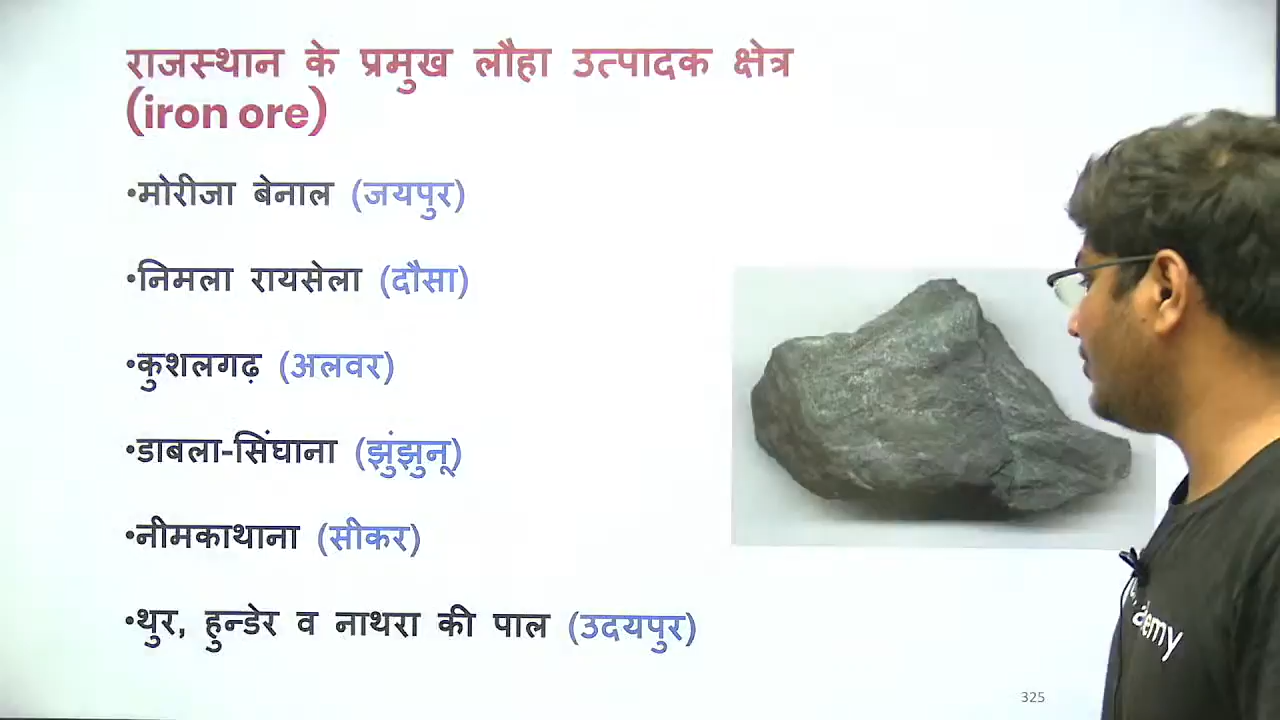 राजस्थान के प्रमुख लौहा उत्पादक क्षेत्र
(iron ore)
•मोरीजा बेनाल (जयपुर)
•निमला रायसेला (दौसा)
•कुशलगढ़ (अलवर)
•डाबला-सिंघाना (झुंझुनू)
•नीमकाथाना (सीकर)
•थुर, हुन्डेर व नाथरा की पाल (उदयपुर)
325